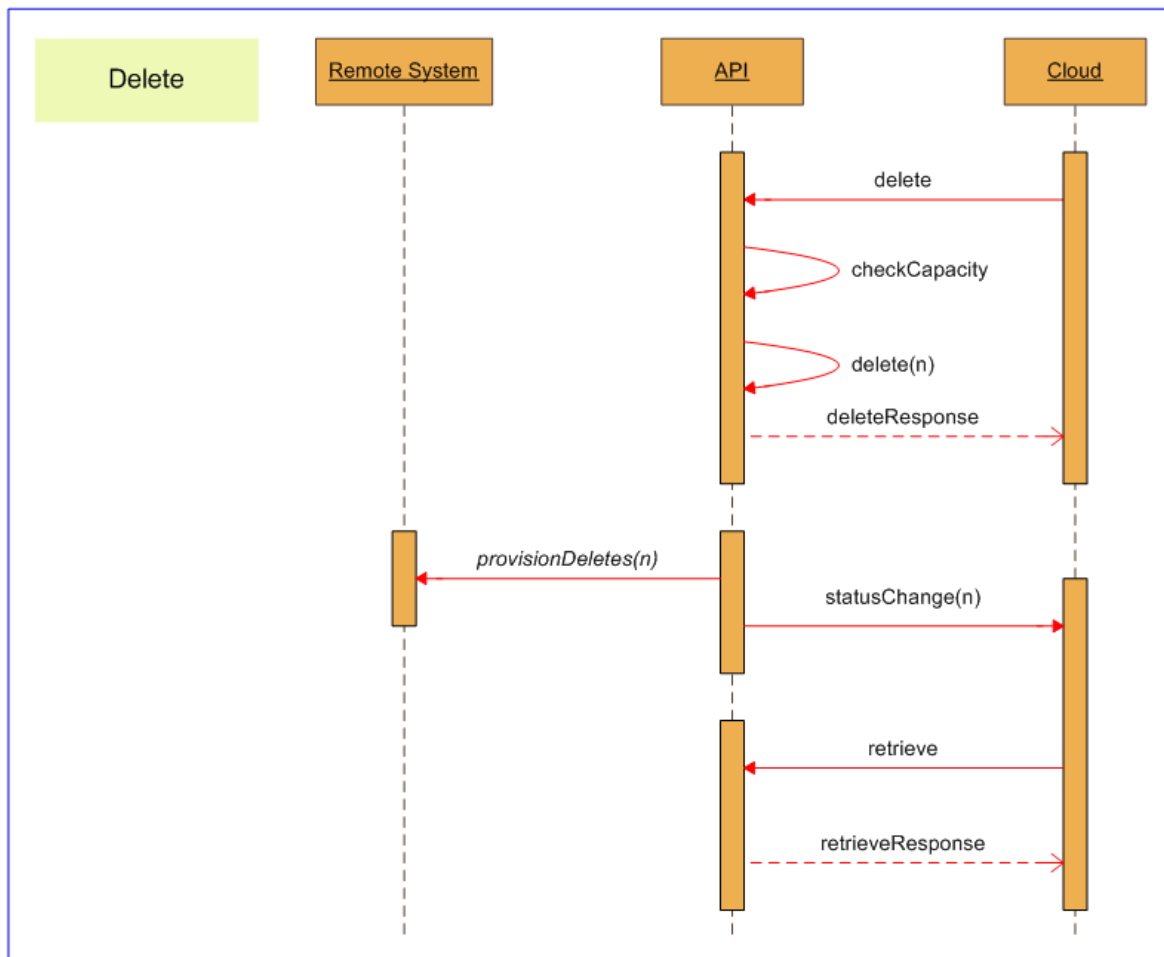 Delete
Remote System
API
Cloud
delete
checkCapacity
delete(n)
deleteResponse
provisionDeletes(n)
statusChange(n)
retrieve
retrieveResponse